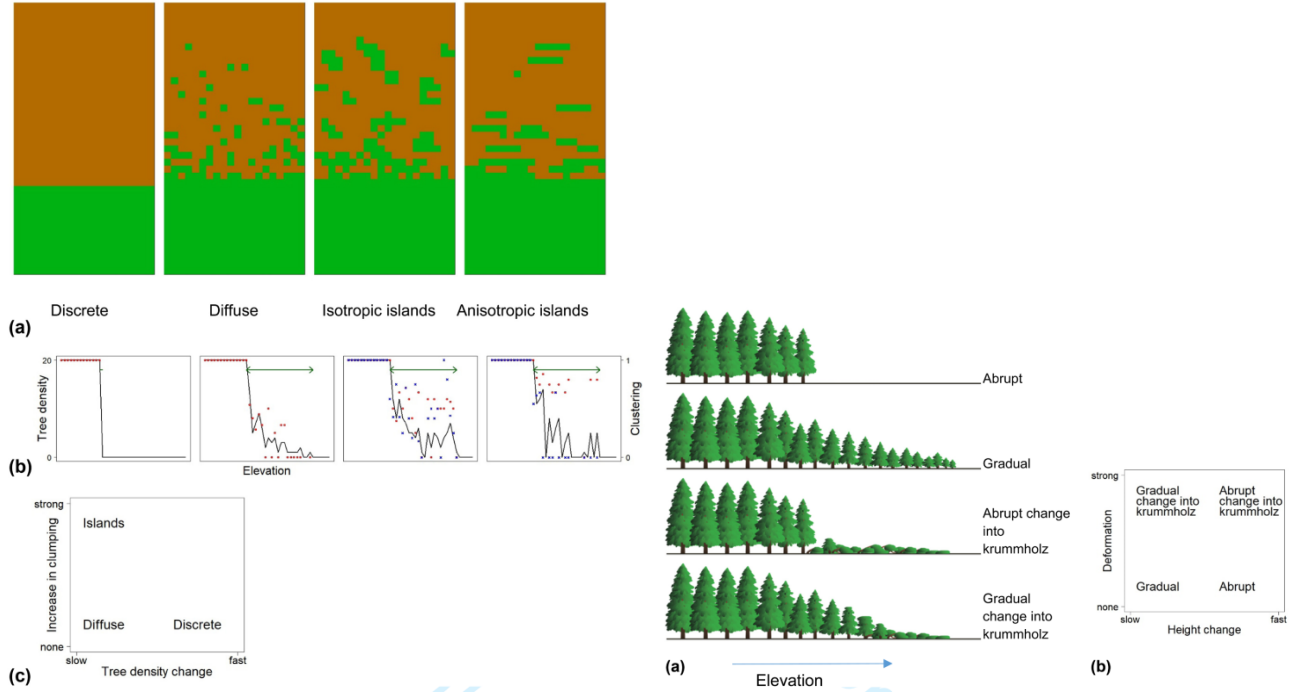 Discrete
Diffuse
Isotropic islands
Anisotropic islands
(a)
20
0
Tree density
1
0
Clustering
Elevation
(b)
strong
none
Increase in clumping
Islands
Diffuse
Discrete
slow
fast
Tree density change
(c)
Abrupt
Gradual
Abrupt change
into
krummholz
Gradual
change into
krummholz
(a)
Elevation
strong
none
Deformation
Gradual
change into
krummholz
Abrupt
change into
krummholz
Gradual
Abrupt
slow
fast
Height change
(b)